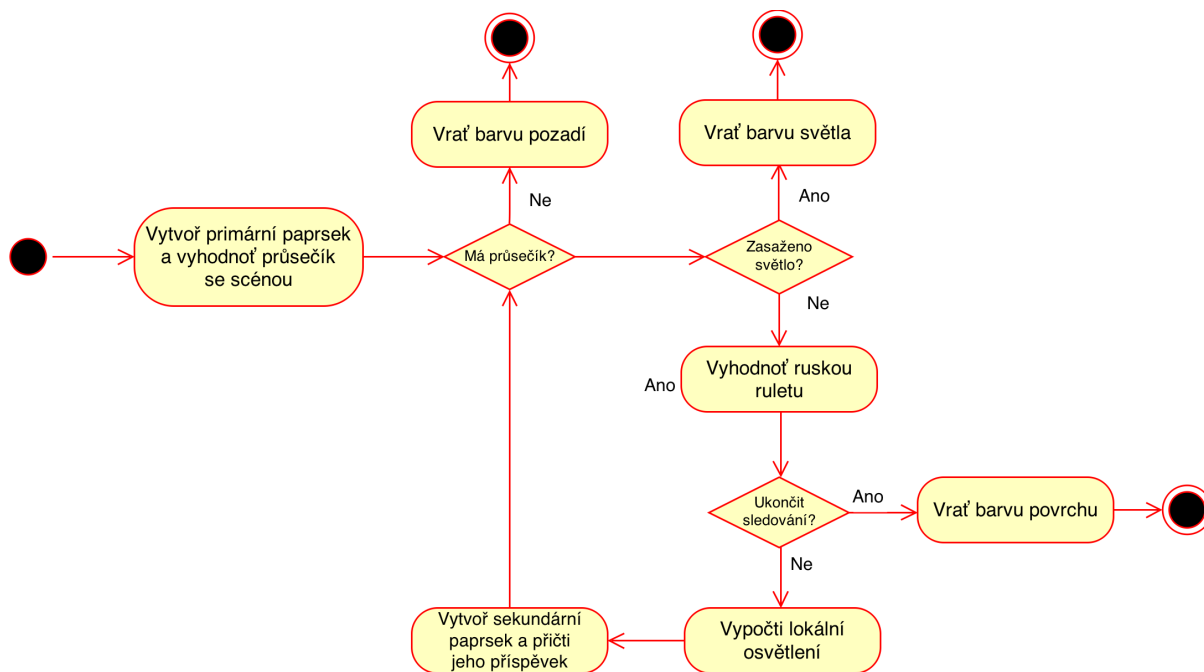 Vrať barvu pozadí
Vrať barvu světla
Ne
Ano
Vytvoř primární paprsek
a vyhodnoť průsečík
se scénou
Má průsečík?
Zasaženo
světlo?
Ne
Ano
Vyhodnoť ruskou
ruletu
Ukončit
sledování?
Ano
Vrať barvu povrchu
Ne
Vytvoř sekundární
paprsek a přičti
jeho příspěvek
Vypočti lokální
osvětlení